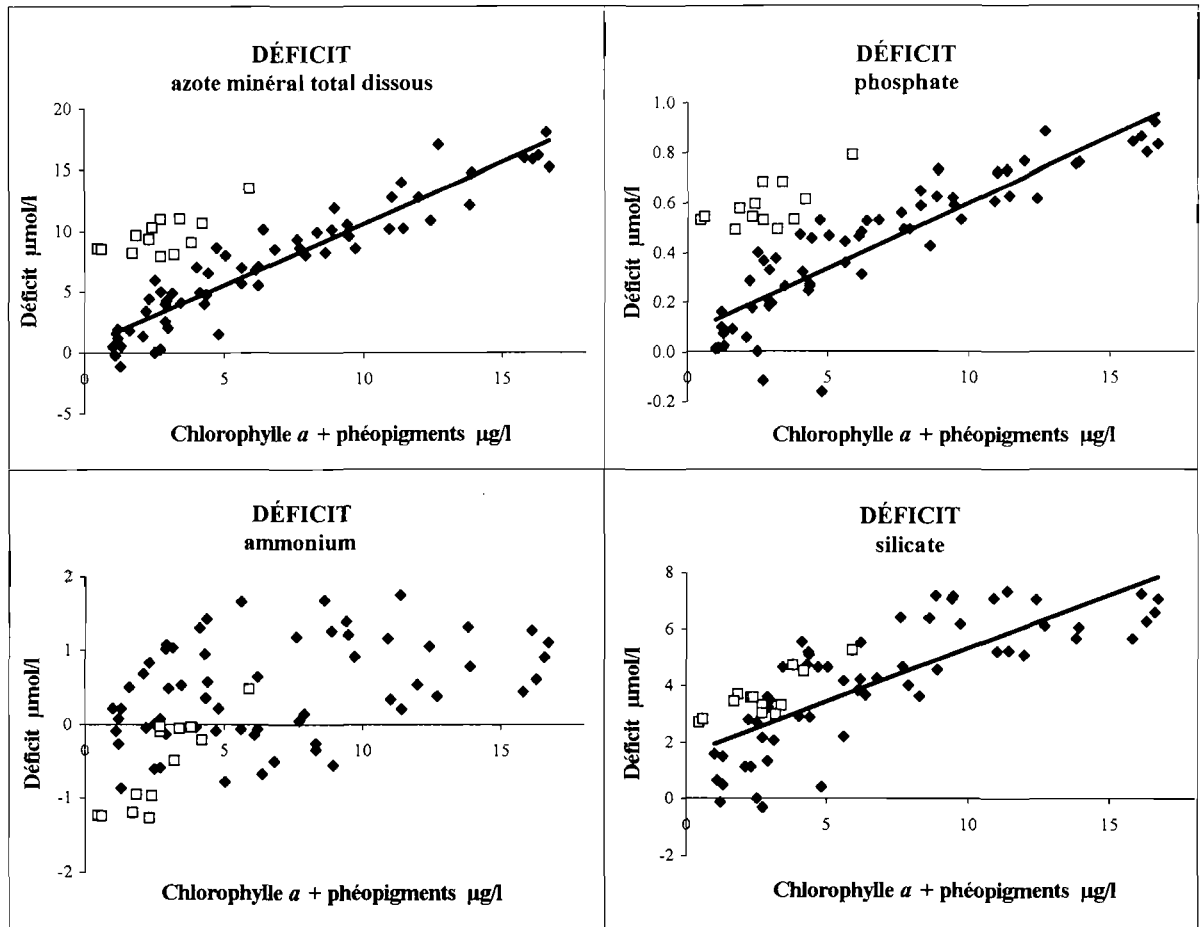 DÉFICIT
azote minéral total dissous
20
15
10
5
0
-5
0 5 10 15
Déficit µmol/l
Chlorophylle a + phéopigments µg/l
DÉFICIT
phosphate
1.0
0.8
0.6
0.4
0.2
0.0
-0.2
0 5 10 15
Déficit µmol/l
Chlorophylle a + phéopigments µg/l
DÉFICIT
ammonium
2
1
0
-1
-2
0 5 10 15
Déficit µmol/l
Chlorophylle a + phéopigments µg/l
DÉFICIT
silicate
8
6
4
2
0
-2
0 5 10 15
Déficit µmol/l
Chlorophylle a + phéopigments µg/l